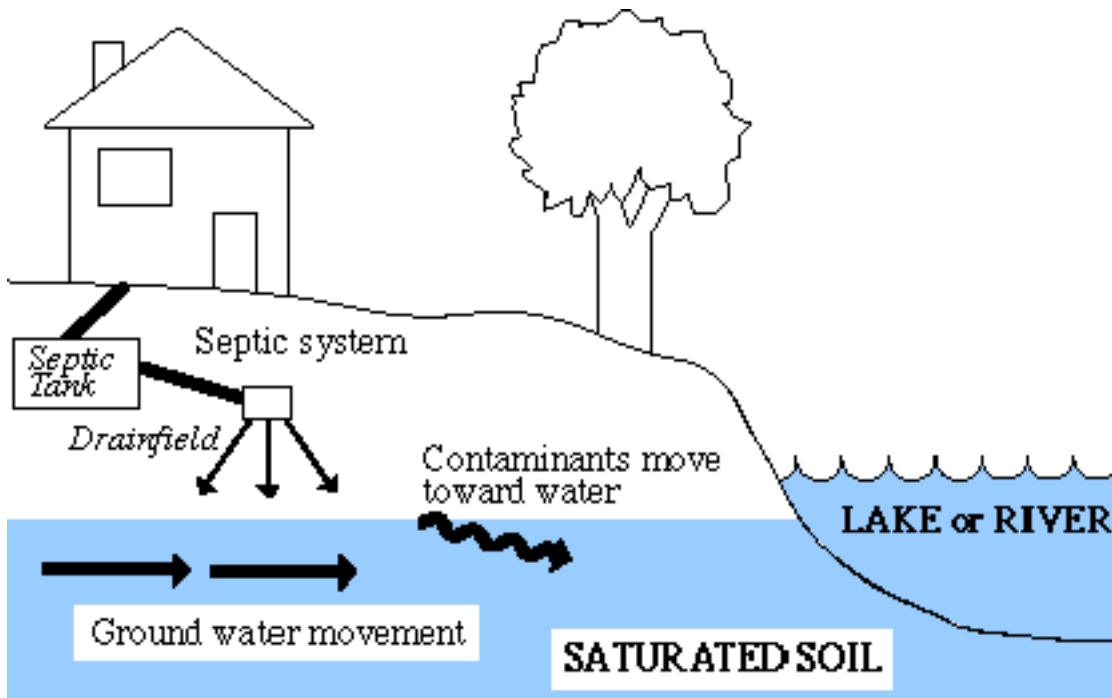 Septic system
Septic
Tank
Drainfield
Contaminants move
toward water
LAKE or RIVER
Ground water movement
SATURATED SOIL